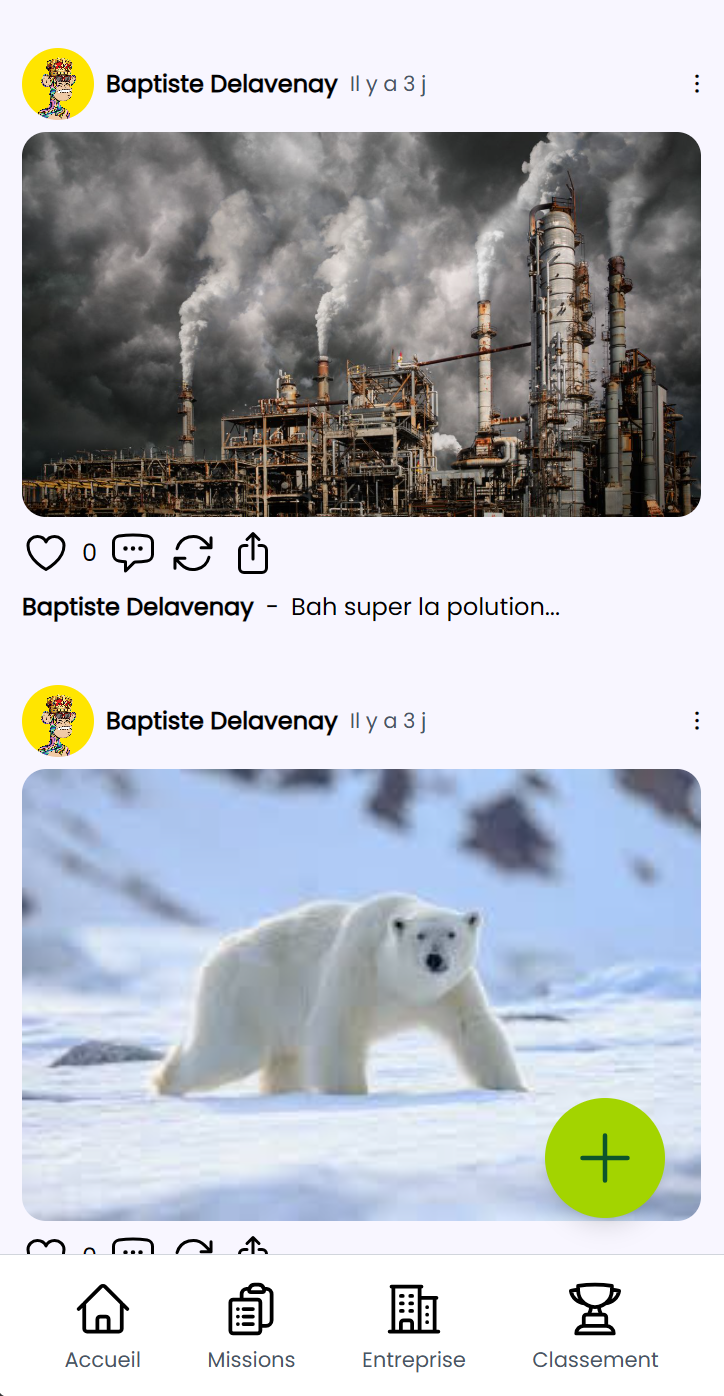 Baptiste Delavenay Il y a 3 j
0
Baptiste Delavenay - Bah super la polution...
Baptiste Delavenay Il y a 3 j
0
Accueil Missions Entreprise Classement